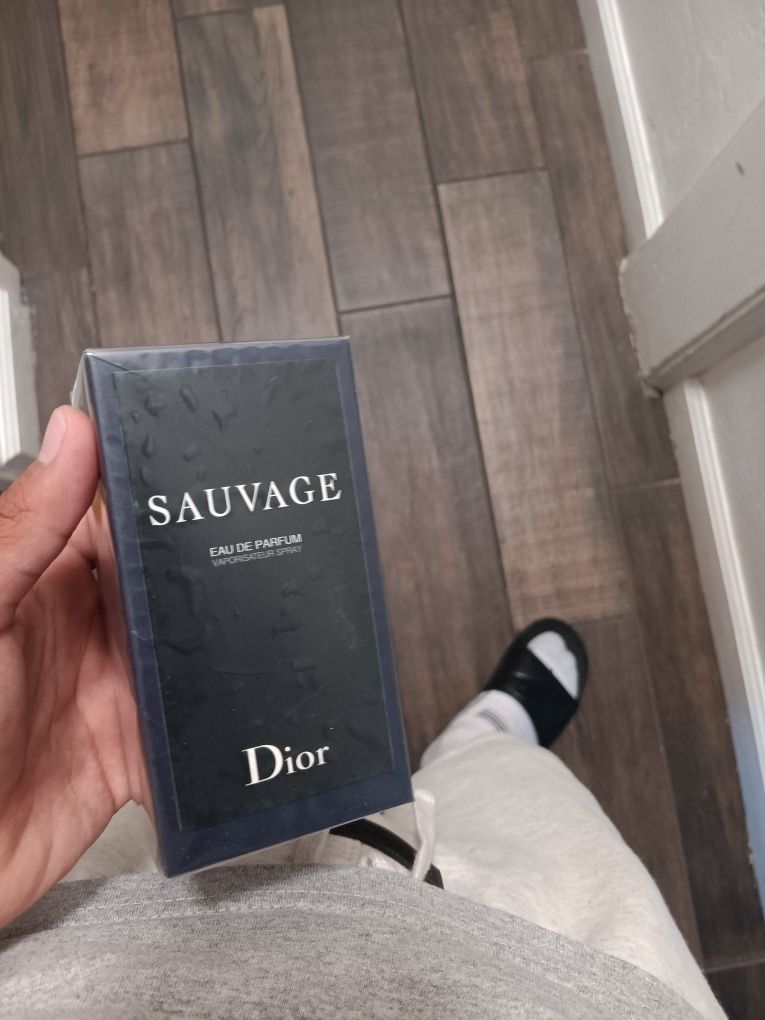 SAUVAGE
EAU DE PARFUM
VAPORISATEUR SPRAY
Dior